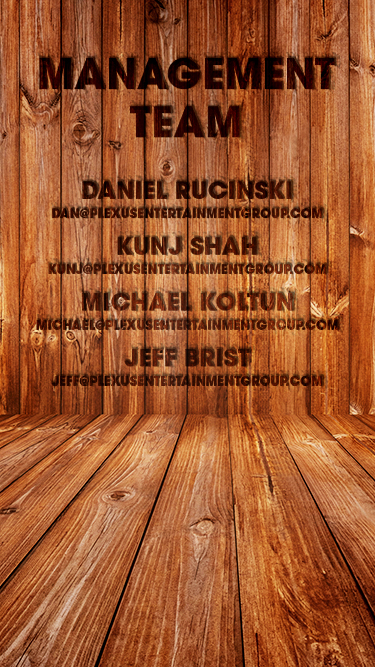 MANAGEMENT
TEAM
DANIEL RUCINSKI
DAN@PLEXUSENTERTAINMENTGROUP.COM
KUNJ SHAH
KUNJ@PLEXUSENTERTAINMENTGROUP.COM
MICHAEL KOLTUN
MICHAEL@PLEXUSENTERTAINMENTGROUP.COM
JEFF BRIST
JEFF@PLEXUSENTERTAINMENTGROUP.COM